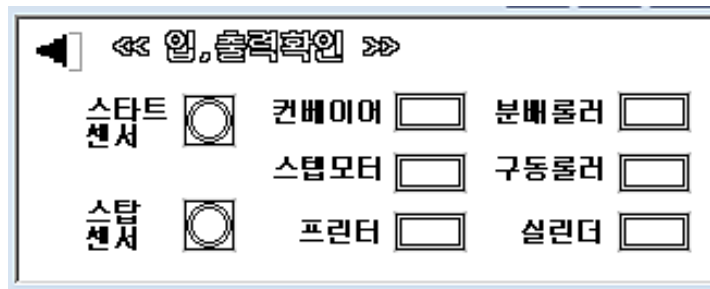 ≪ 입,출력확인 ≫
스타트 센서
컨베이어
분배롤러
스텝모터
구동롤러
스탑 센서
프린터
실린더